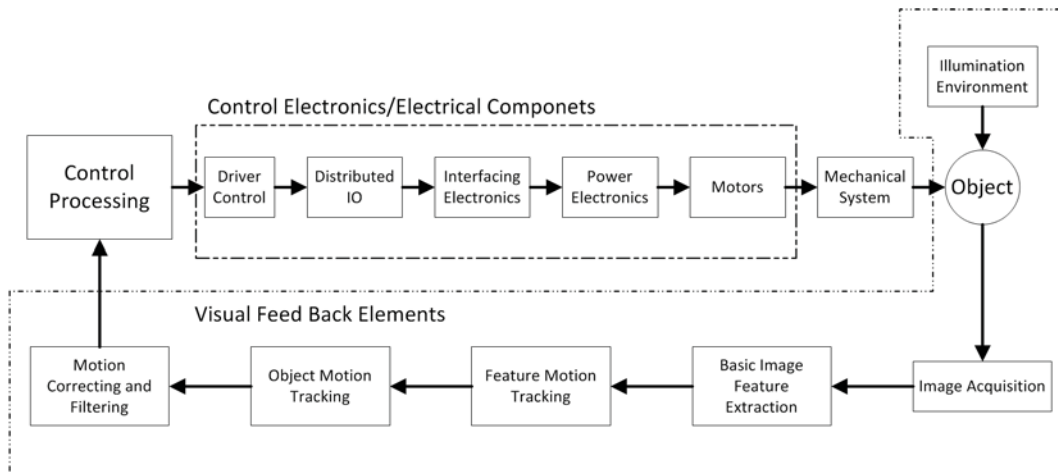 Illumination
Environment
Control Electronics/Electrical Componets
Control
Processing
Driver
Control
Distributed
IO
Interfacing
Electronics
Power
Electronics
Motors
Mechanical
System
Object
Visual Feed Back Elements
Motion
Correcting and
Filtering
Object Motion
Tracking
Feature Motion
Tracking
Basic Image
Feature
Extraction
Image Acquisition